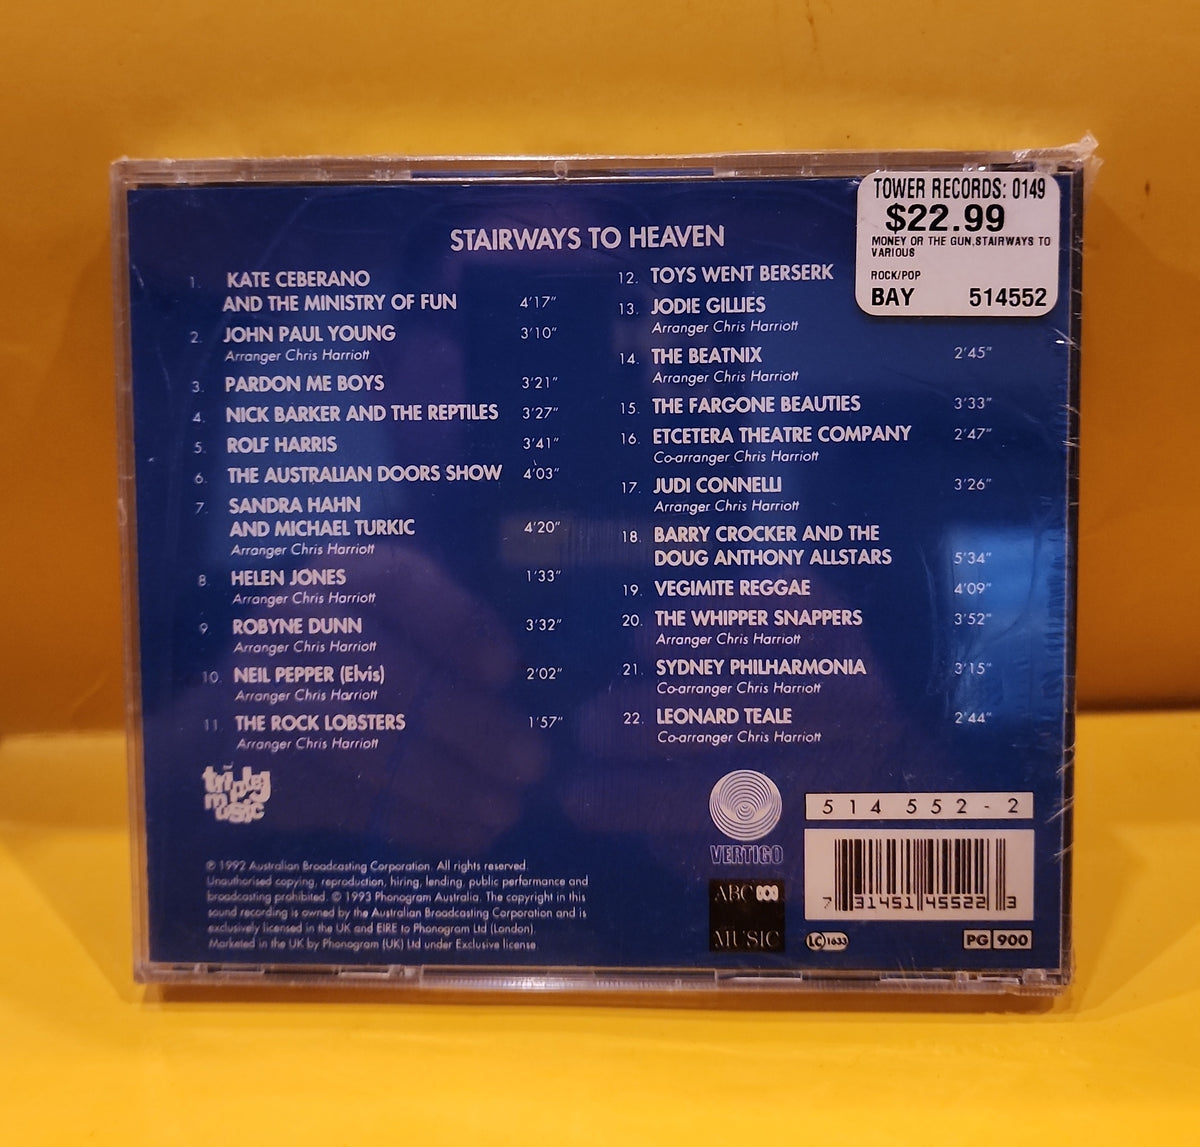 TOWER RECORDS: 0149
$22.99
MONEY OR THE GUN,STAIRWAYS TO
VARIOUS
ROCK/POP
BAY 514552
STAIRWAYS TO HEAVEN
1. KATE CEBERANO
AND THE MINISTRY OF FUN 4'17"
2. JOHN PAUL YOUNG 3'10"
Arranger Chris Harriott
3. PARDON ME BOYS 3'21"
4. NICK BARKER AND THE REPTILES 3'27"
5. ROLF HARRIS 3'41"
6. THE AUSTRALIAN DOORS SHOW 4'03"
7. SANDRA HAHN
AND MICHAEL TURKIC 4'20"
Arranger Chris Harriott
8. HELEN JONES 1'33"
Arranger Chris Harriott
9. ROBYNE DUNN 3'32"
Arranger Chris Harriott
10. NEIL PEPPER (Elvis) 2'02"
Arranger Chris Harriott
11. THE ROCK LOBSTERS 1'57"
Arranger Chris Harriott
12. TOYS WENT BERSERK
13. JODIE GILLIES
Arranger Chris Harriott
14. THE BEATNIX 2'45"
Arranger Chris Harriott
15. THE FARGONE BEAUTIES 3'33"
16. ETCETERA THEATRE COMPANY 2'47"
Co-arranger Chris Harriott
17. JUDI CONNELLI 3'26"
Arranger Chris Harriott
18. BARRY CROCKER AND THE
DOUG ANTHONY ALLSTARS 5'34"
19. VEGIMITE REGGAE 4'09"
20. THE WHIPPER SNAPPERS 3'52"
Arranger Chris Harriott
21. SYDNEY PHILHARMONIA 3'15"
Co-arranger Chris Harriott
22. LEONARD TEALE 2'44"
Co-arranger Chris Harriott
triple j
music
℗ 1992 Australian Broadcasting Corporation. All rights reserved.
Unauthorised copying, reproduction, hiring, lending, public performance and
broadcasting prohibited. © 1993 Phonogram Australia. The copyright in this
sound recording is owned by the Australian Broadcasting Corporation and is
exclusively licensed in the UK and EIRE to Phonogram Ltd (London).
Marketed in the UK by Phonogram (UK) Ltd under Exclusive license.
VERTIGO
ABC
MUSIC
514 552-2
7 31451 45522 3
LC 1633
PG 900